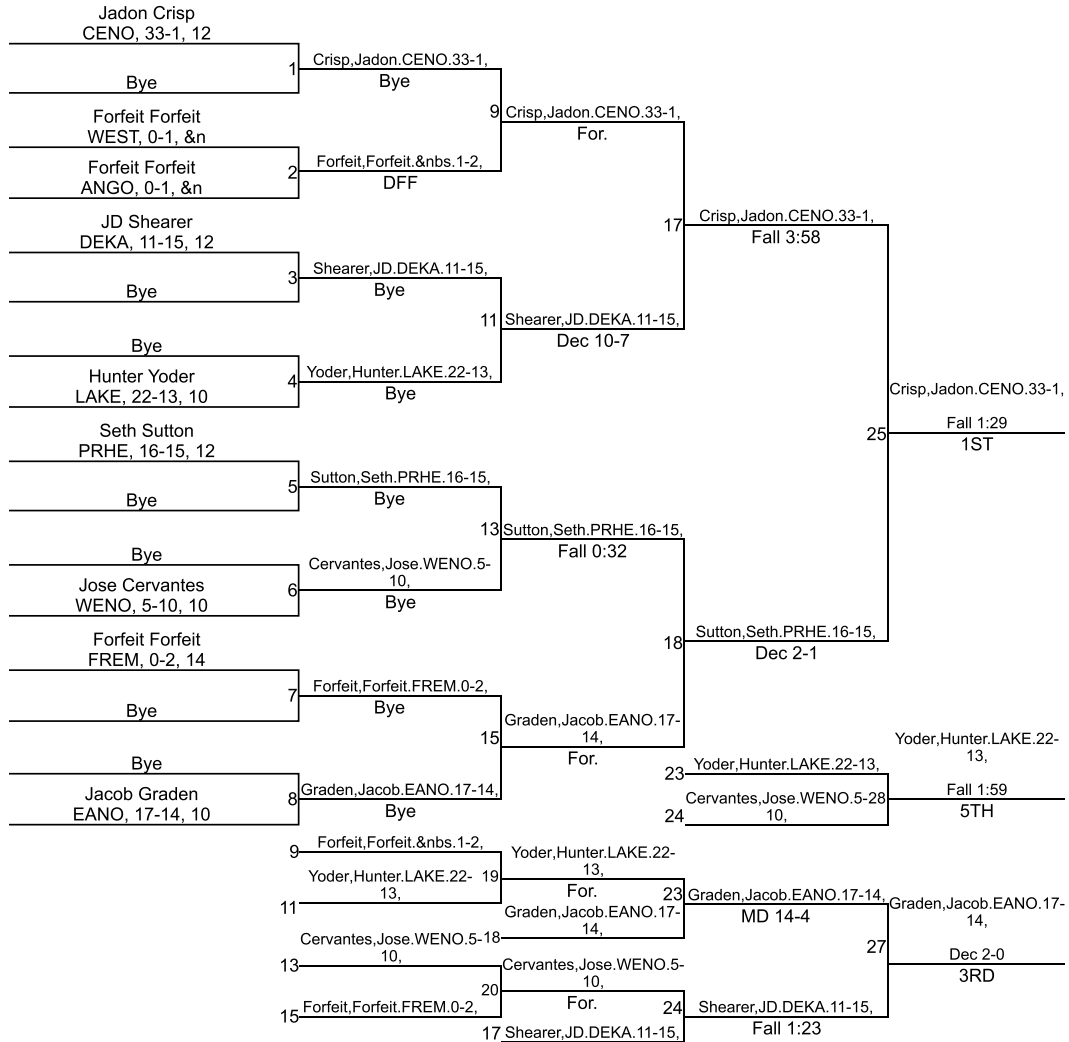 Jadon Crisp
CENO, 33-1, 12
Bye
1
Crisp,Jadon.CENO.33-1,
Bye
Forfeit Forfeit
WEST, 0-1, &n
Forfeit Forfeit
ANGO, 0-1, &n
2
Forfeit,Forfeit.&nbs.1-2,
DFF
9
Crisp,Jadon.CENO.33-1,
For.
JD Shearer
DEKA, 11-15, 12
Bye
3
Shearer,JD.DEKA.11-15,
Bye
Bye
Hunter Yoder
LAKE, 22-13, 10
4
Yoder,Hunter.LAKE.22-13,
Bye
11
Shearer,JD.DEKA.11-15,
Dec 10-7
17
Crisp,Jadon.CENO.33-1,
Fall 3:58
Seth Sutton
PRHE, 16-15, 12
Bye
5
Sutton,Seth.PRHE.16-15,
Bye
Bye
Jose Cervantes
WENO, 5-10, 10
6
Cervantes,Jose.WENO.5-
10,
Bye
13
Sutton,Seth.PRHE.16-15,
Fall 0:32
Forfeit Forfeit
FREM, 0-2, 14
Bye
7
Forfeit,Forfeit.FREM.0-2,
Bye
Bye
Jacob Graden
EANO, 17-14, 10
8
Graden,Jacob.EANO.17-14,
Bye
15
Graden,Jacob.EANO.17-
14,
For.
18
Sutton,Seth.PRHE.16-15,
Dec 2-1
25
Crisp,Jadon.CENO.33-1,
Fall 1:29
1ST
23
Yoder,Hunter.LAKE.22-13,
24
Cervantes,Jose.WENO.5-
10,
28
Yoder,Hunter.LAKE.22-
13,
Fall 1:59
5TH
9
Forfeit,Forfeit.&nbs.1-2,
11
Yoder,Hunter.LAKE.22-
13,
19
Yoder,Hunter.LAKE.22-
13,
For.
18
Graden,Jacob.EANO.17-
14,
23
Graden,Jacob.EANO.17-14,
MD 14-4
13
Cervantes,Jose.WENO.5-
10,
15
Forfeit,Forfeit.FREM.0-2,
20
Cervantes,Jose.WENO.5-
10,
For.
17
Shearer,JD.DEKA.11-15,
24
Shearer,JD.DEKA.11-15,
Fall 1:23
27
Graden,Jacob.EANO.17-
14,
Dec 2-0
3RD